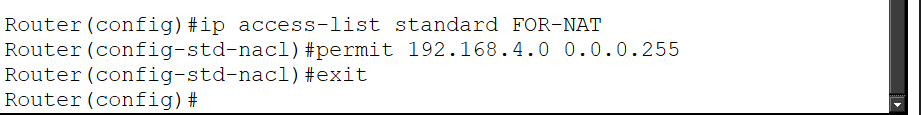 Router(config)#ip access-list standard FOR-NAT
Router(config-std-nacl)#permit 192.168.4.0 0.0.0.255
Router(config-std-nacl)#exit
Router(config)#